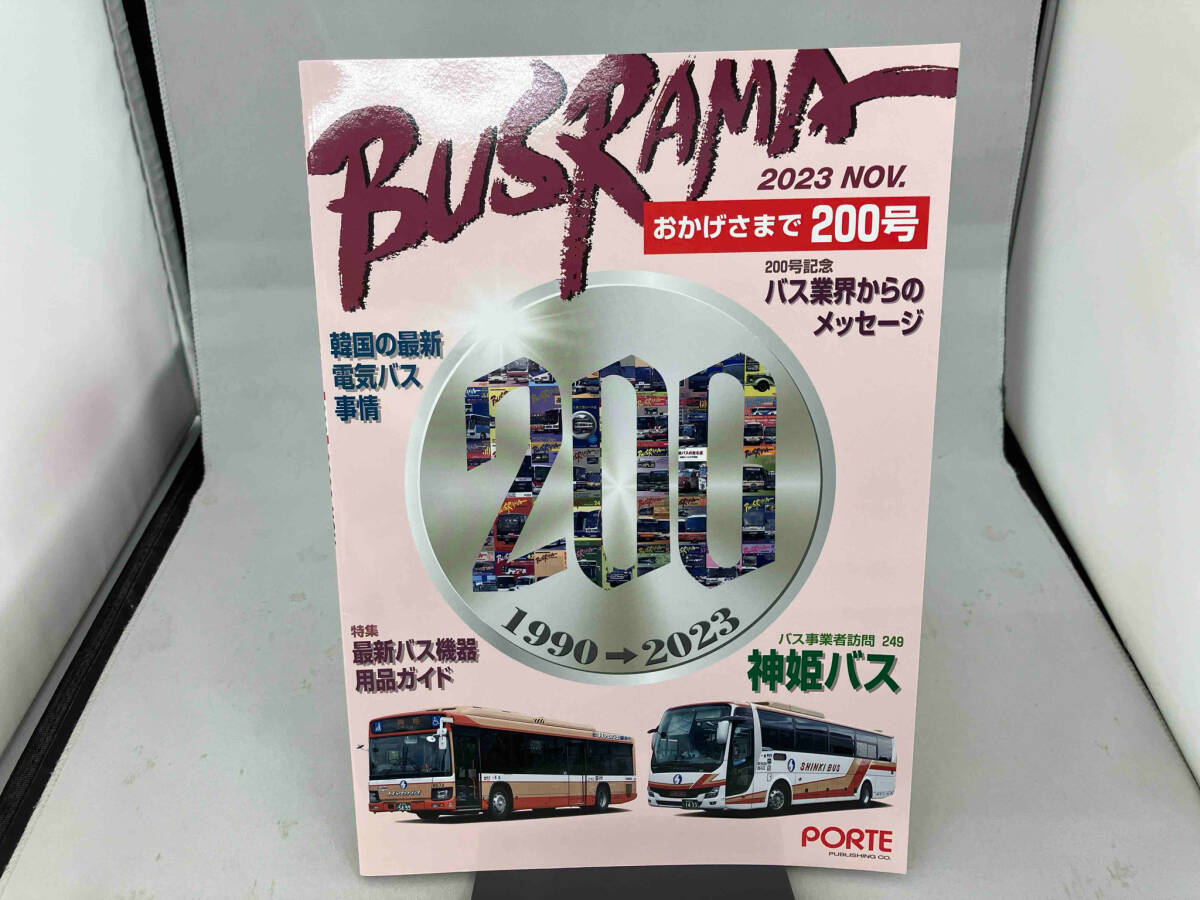 BUSRAMA
2023 NOV.
おかげさまで 200号
200号記念
バス業界からの
メッセージ
韓国の最新
電気バス
事情
200
1990→2023
特集
最新バス機器
用品ガイド
バス事業者訪問 249
神姫バス
SHINKI BUS
PORTE
PUBLISHING CO.